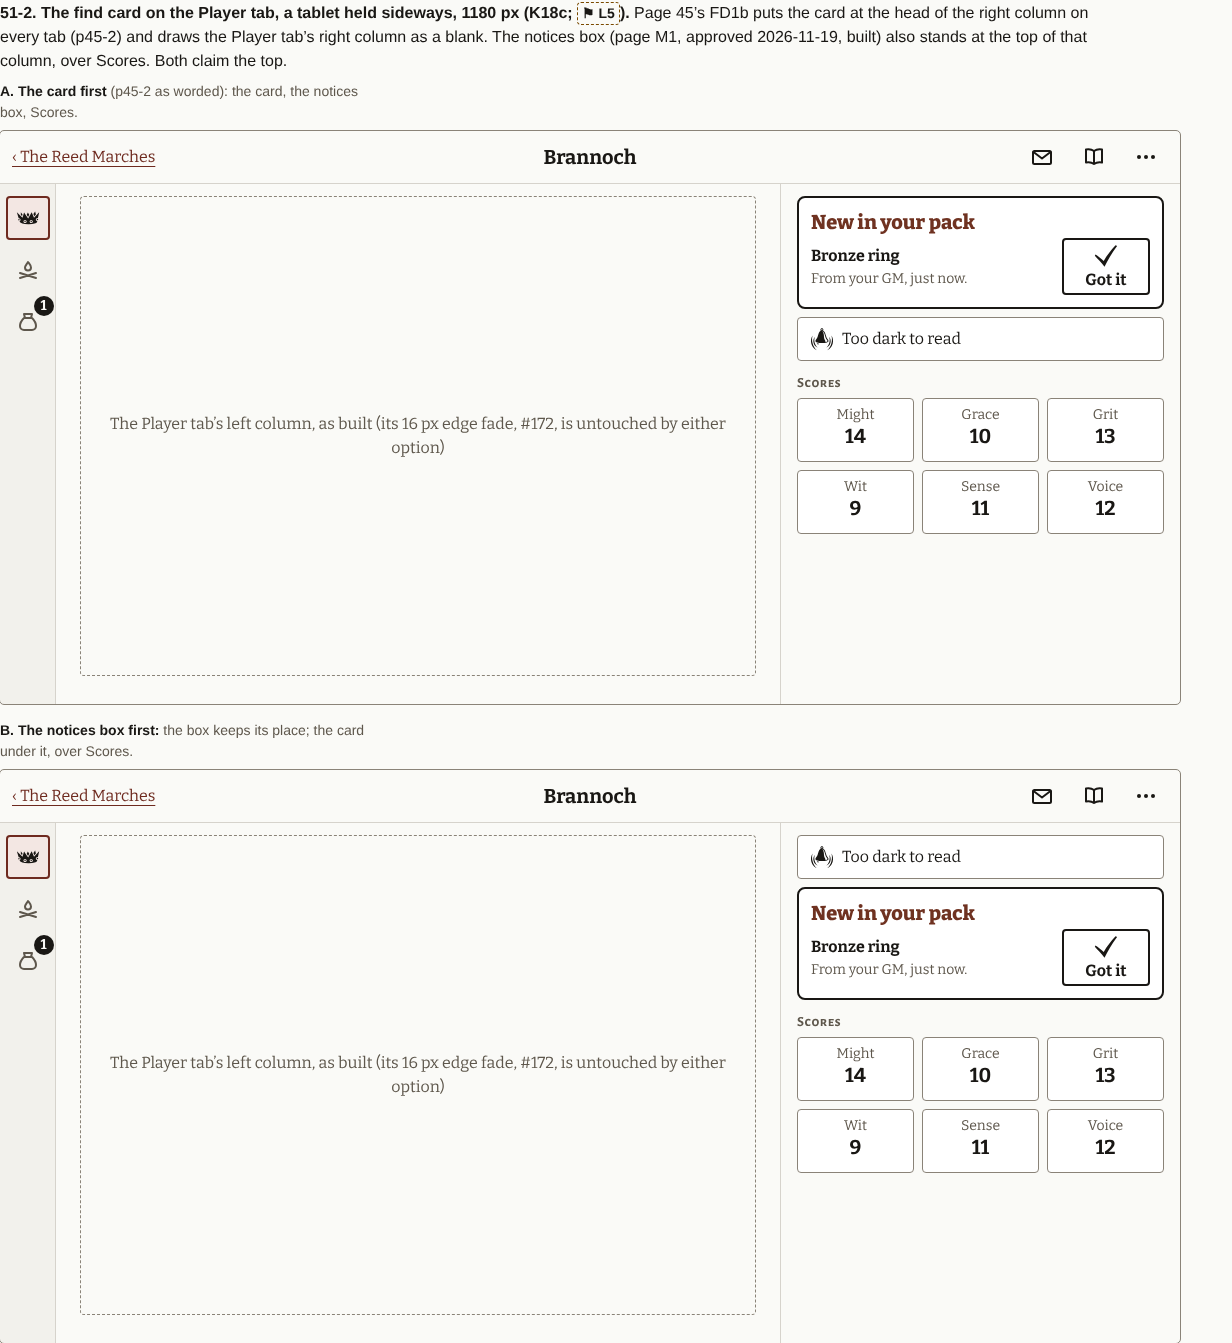 51-2. The find card on the Player tab, a tablet held sideways, 1180 px (K18c; ⚑ L5). Page 45’s FD1b puts the card at the head of the right column on
every tab (p45-2) and draws the Player tab’s right column as a blank. The notices box (page M1, approved 2026-11-19, built) also stands at the top of that
column, over Scores. Both claim the top.
A. The card first (p45-2 as worded): the card, the notices
box, Scores.
‹ The Reed Marches
Brannoch
1
The Player tab’s left column, as built (its 16 px edge fade, #172, is untouched by either
option)
New in your pack
Bronze ring
From your GM, just now.
Got it
Too dark to read
Scores
Might
Grace
Grit
14
10
13
Wit
Sense
Voice
9
11
12
B. The notices box first: the box keeps its place; the card
under it, over Scores.
‹ The Reed Marches
Brannoch
1
The Player tab’s left column, as built (its 16 px edge fade, #172, is untouched by either
option)
Too dark to read
New in your pack
Bronze ring
From your GM, just now.
Got it
Scores
Might
Grace
Grit
14
10
13
Wit
Sense
Voice
9
11
12